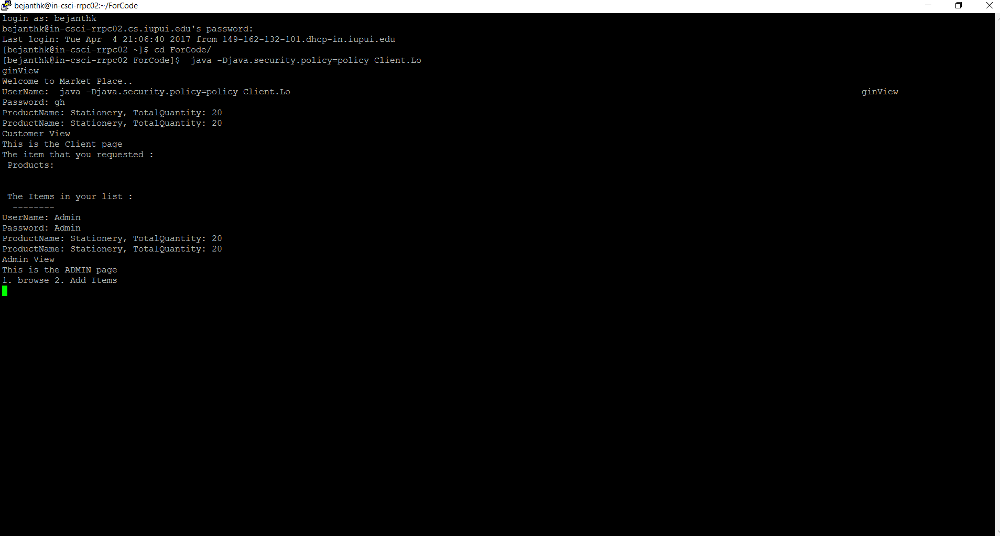 bejanthk@in-csci-rrpc02:~/ForCode
login as: bejanthk
bejanthk@in-csci-rrpc02.cs.iupui.edu's password:
Last login: Tue Apr  4 21:06:40 2017 from 149-162-132-101.dhcp-in.iupui.edu
[bejanthk@in-csci-rrpc02 ~]$ cd ForCode/
[bejanthk@in-csci-rrpc02 ForCode]$  java -Djava.security.policy=policy Client.Lo
ginView
Welcome to Market Place..
UserName:  java -Djava.security.policy=policy Client.Lo ginView
Password: gh
ProductName: Stationery, TotalQuantity: 20
ProductName: Stationery, TotalQuantity: 20
Customer View
This is the Client page
The item that you requested :
 Products:
 The Items in your list :
  --------
UserName: Admin
Password: Admin
ProductName: Stationery, TotalQuantity: 20
ProductName: Stationery, TotalQuantity: 20
Admin View
This is the ADMIN page
1. browse 2. Add Items